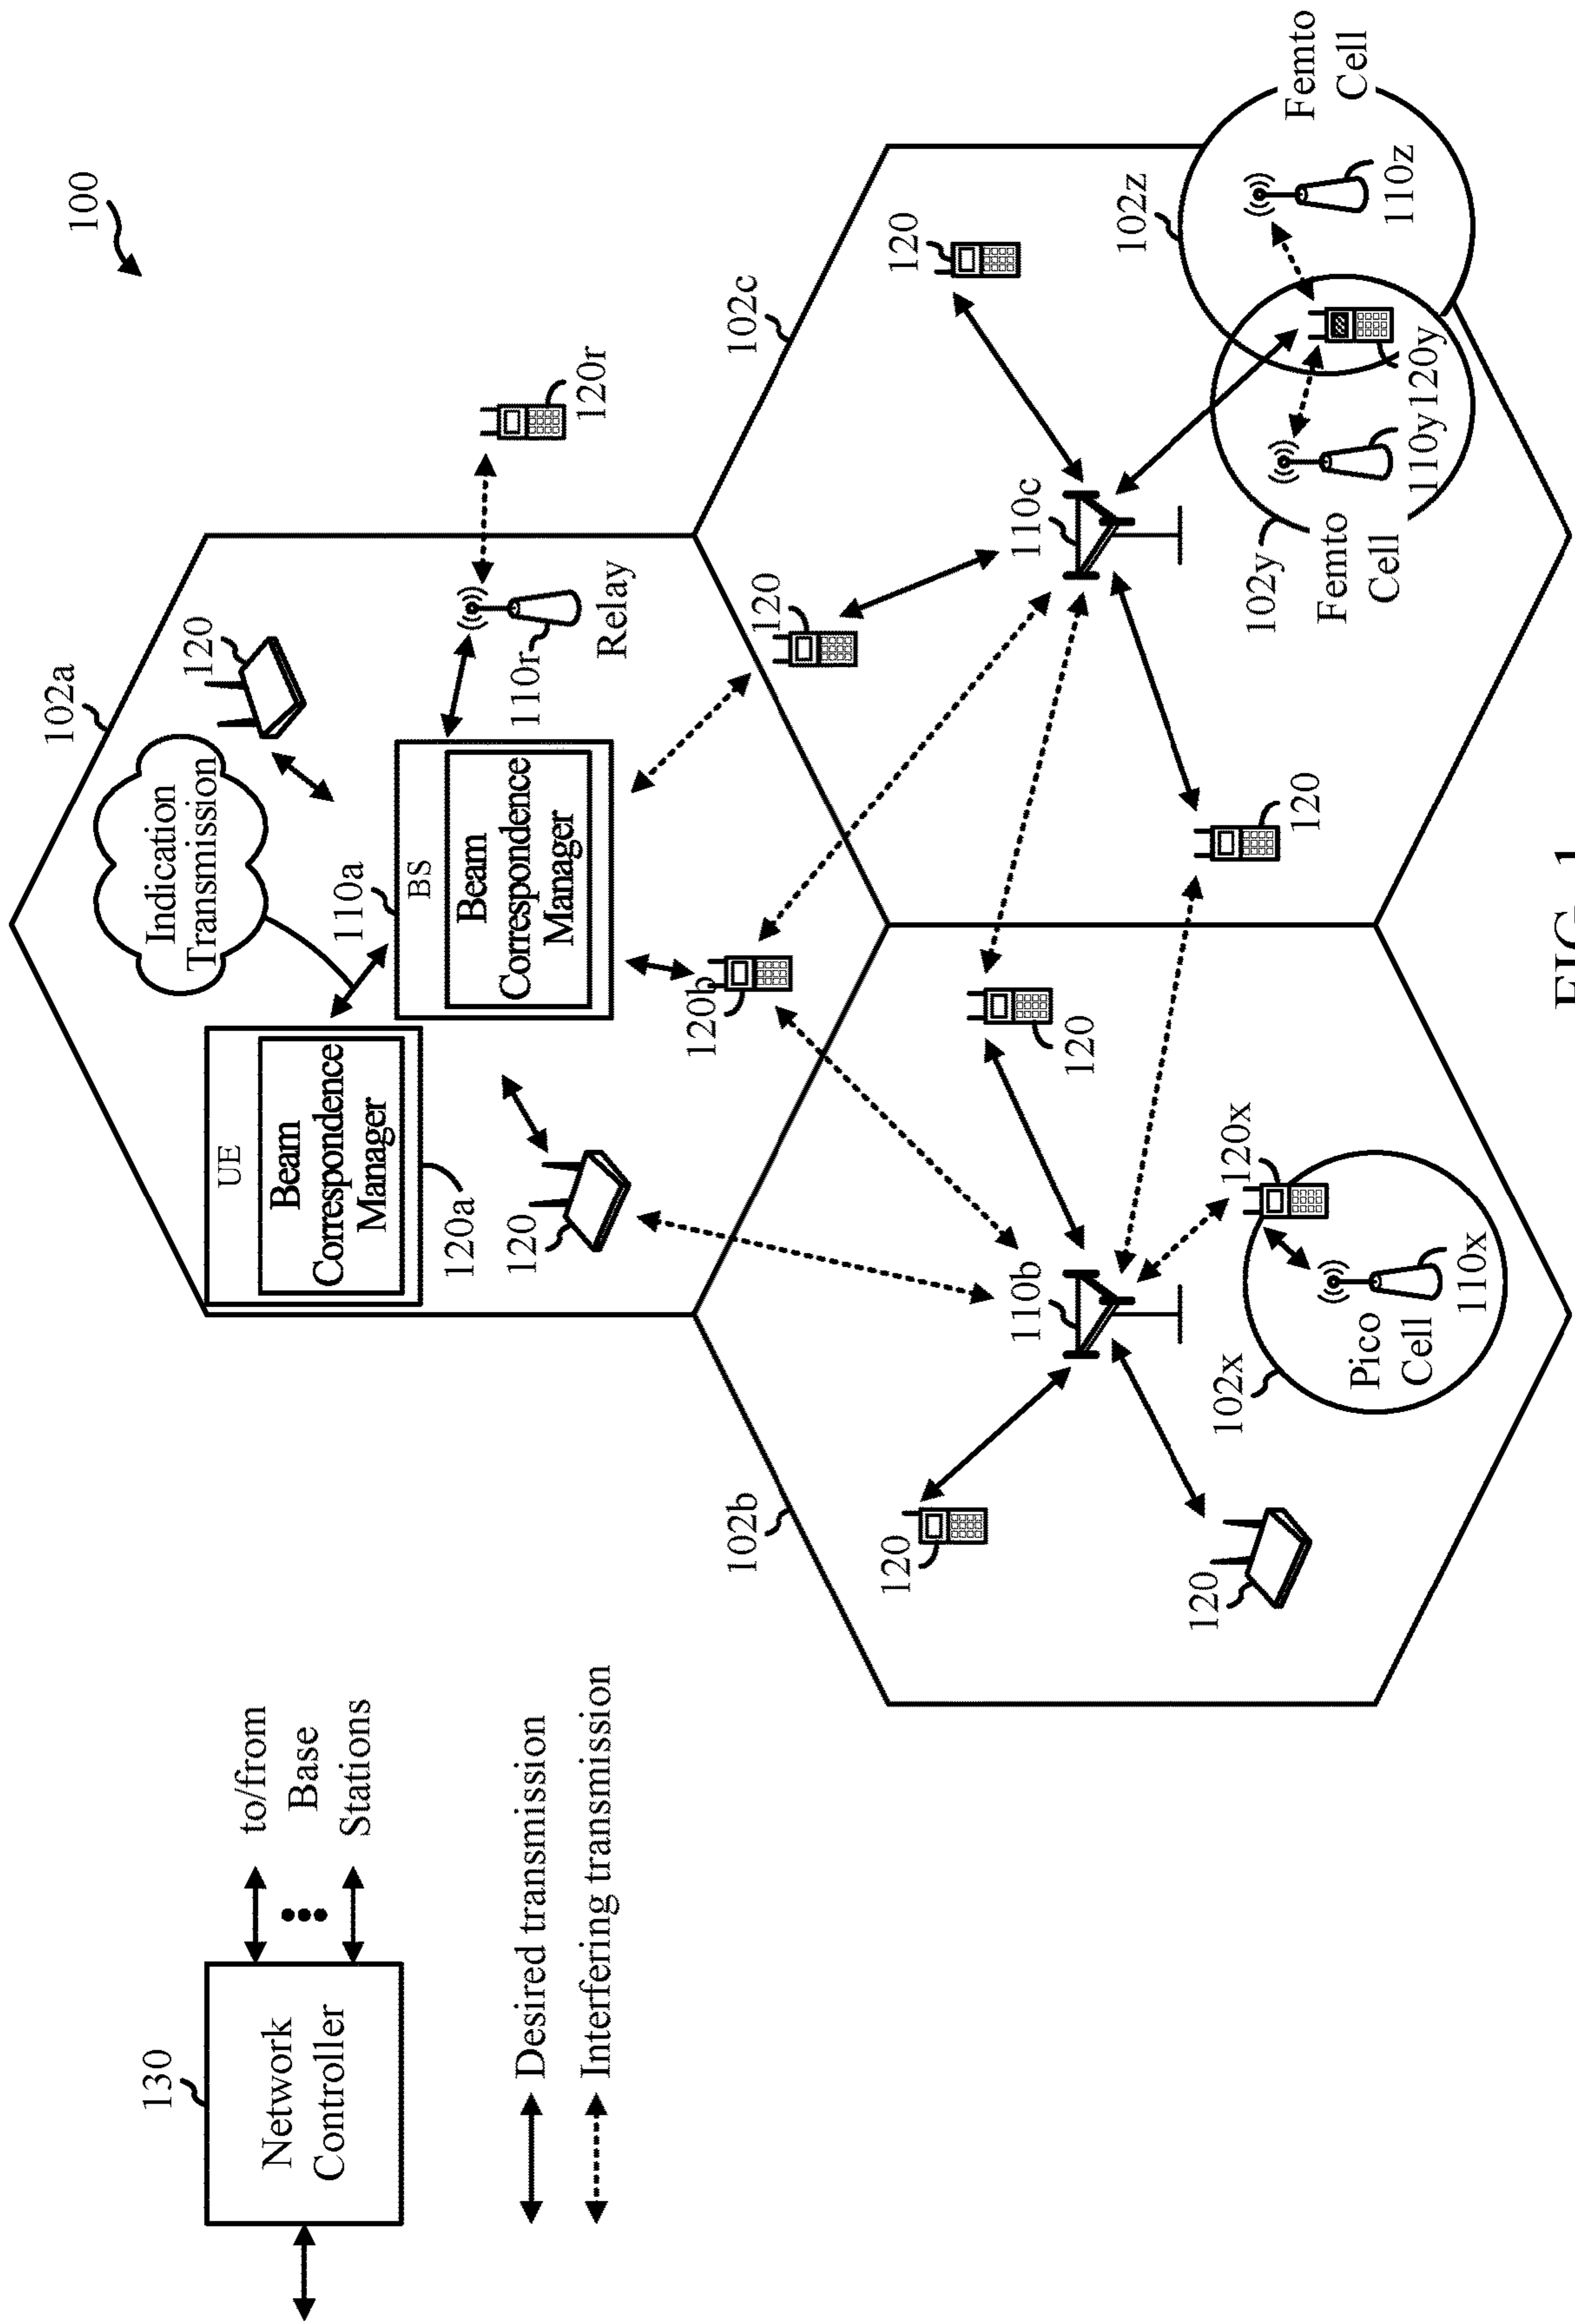 100
130
Network
Controller
to/from
Base
Stations
Desired transmission
Interfering transmission
102a
Indication
Transmission
120
UE
Beam
Correspondence
Manager
120a
110a
BS
Beam
Correspondence
Manager
120
110r
Relay
120r
120b
102b
120
120
110b
120
102x
Pico
Cell
110x
120x
102c
120
120
110c
120
102y
Femto
Cell
110y
120y
102z
110z
Femto
Cell